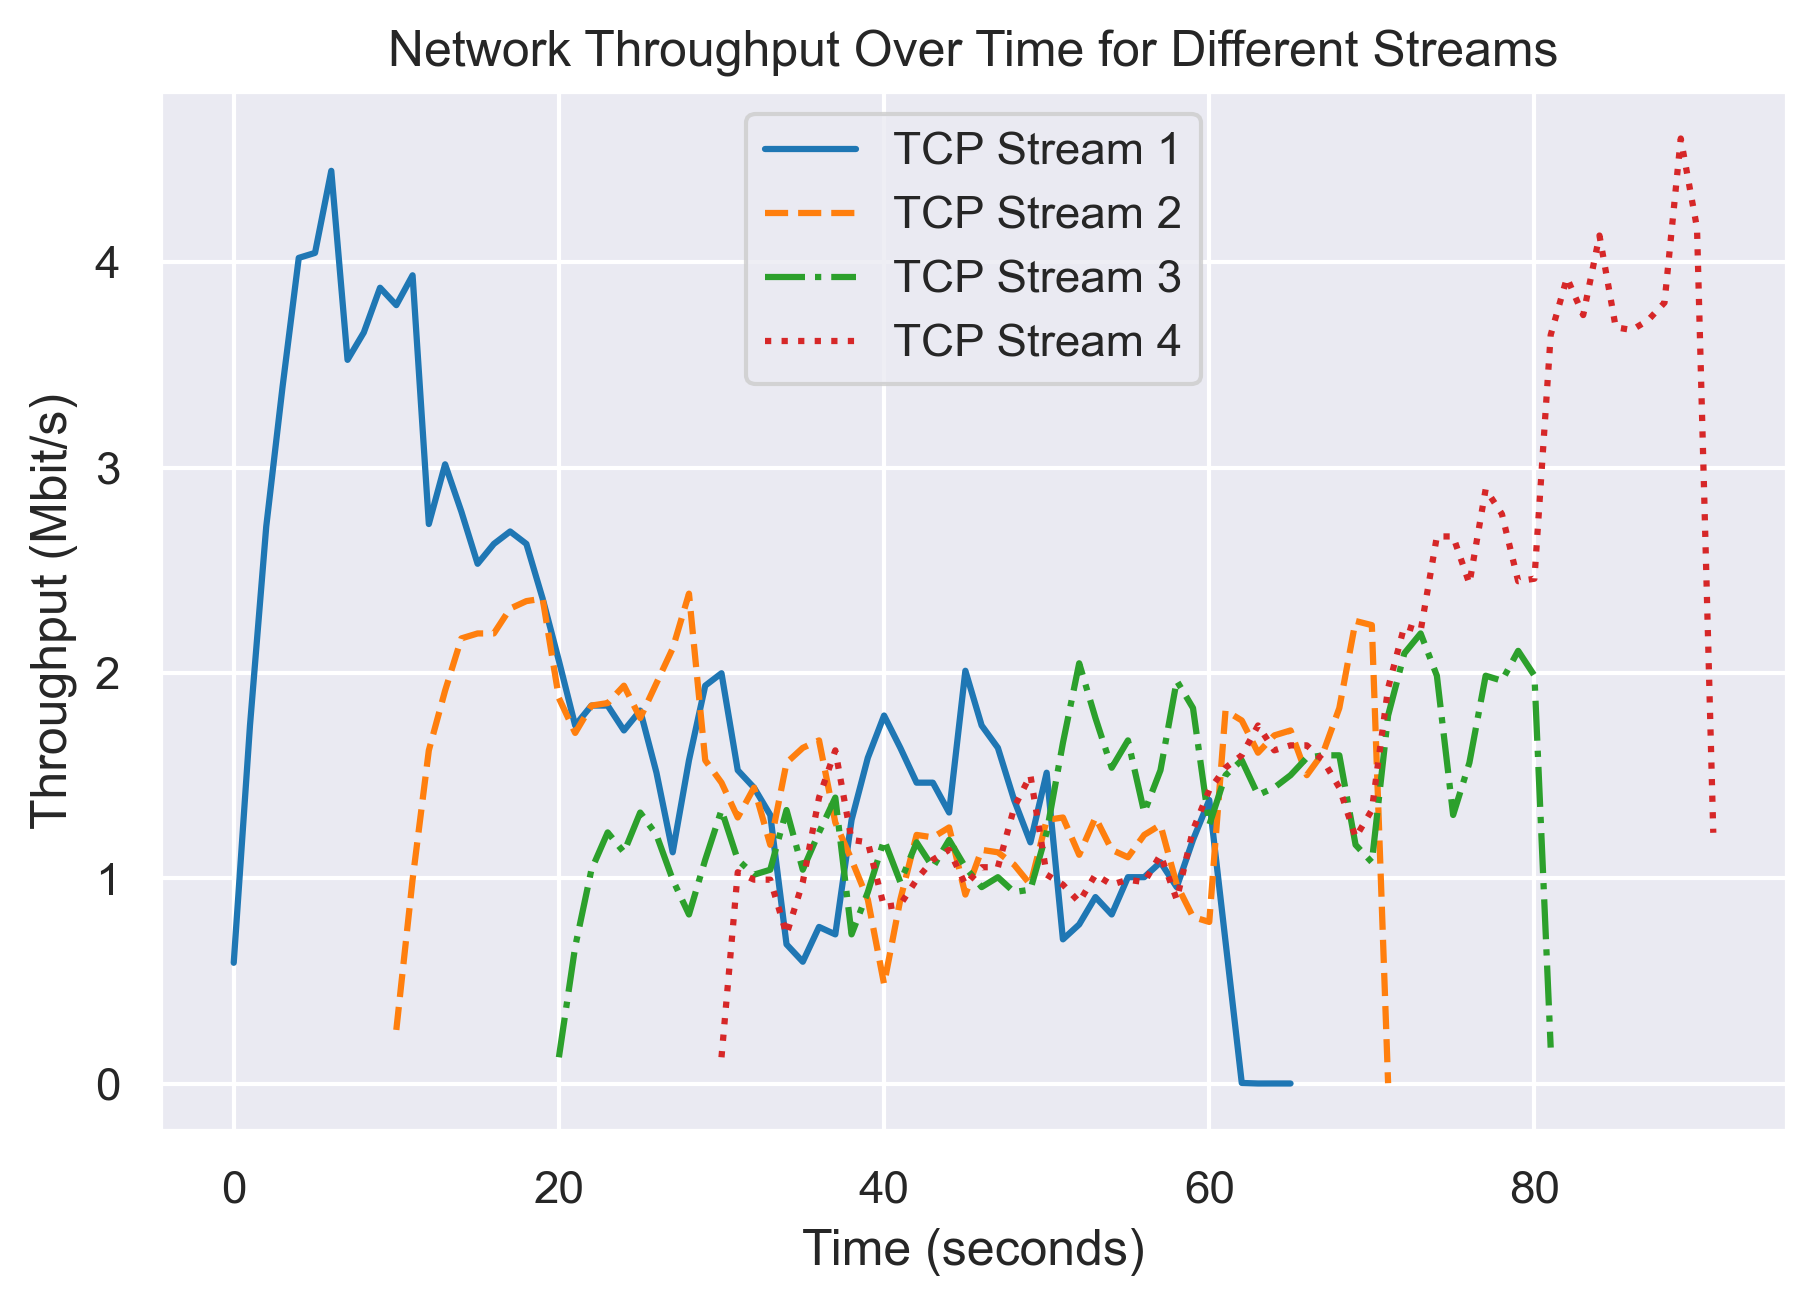 Network Throughput Over Time for Different Streams
TCP Stream 1
TCP Stream 2
TCP Stream 3
TCP Stream 4
Throughput (Mbit/s)
4
3
2
1
0
0 20 40 60 80
Time (seconds)